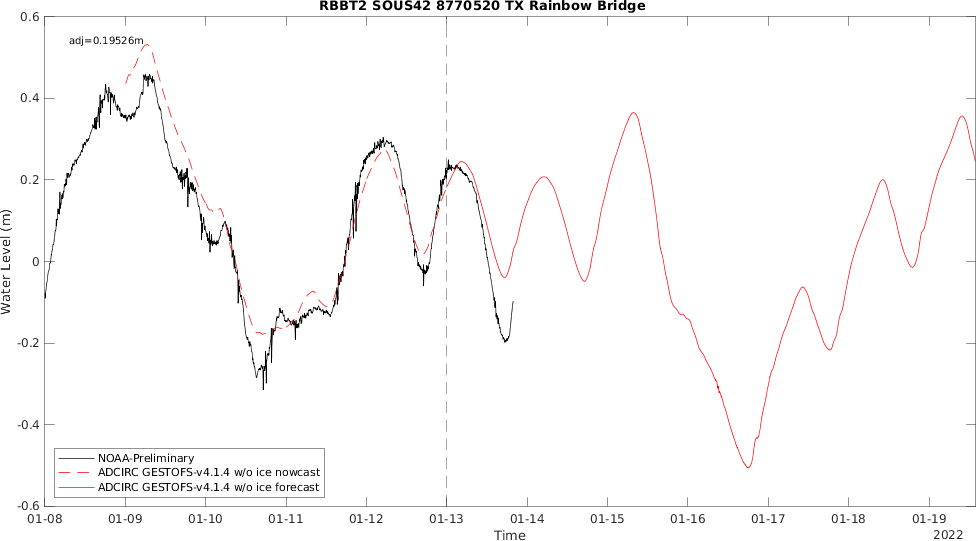 RBBT2 SOUS42 8770520 TX Rainbow Bridge
adj=0.19526m
Water Level (m)
0.6
0.4
0.2
0
-0.2
-0.4
-0.6
NOAA-Preliminary
ADCIRC GESTOFS-v4.1.4 w/o ice nowcast
ADCIRC GESTOFS-v4.1.4 w/o ice forecast
01-08 01-09 01-10 01-11 01-12 01-13 01-14 01-15 01-16 01-17 01-18 01-19
Time
2022